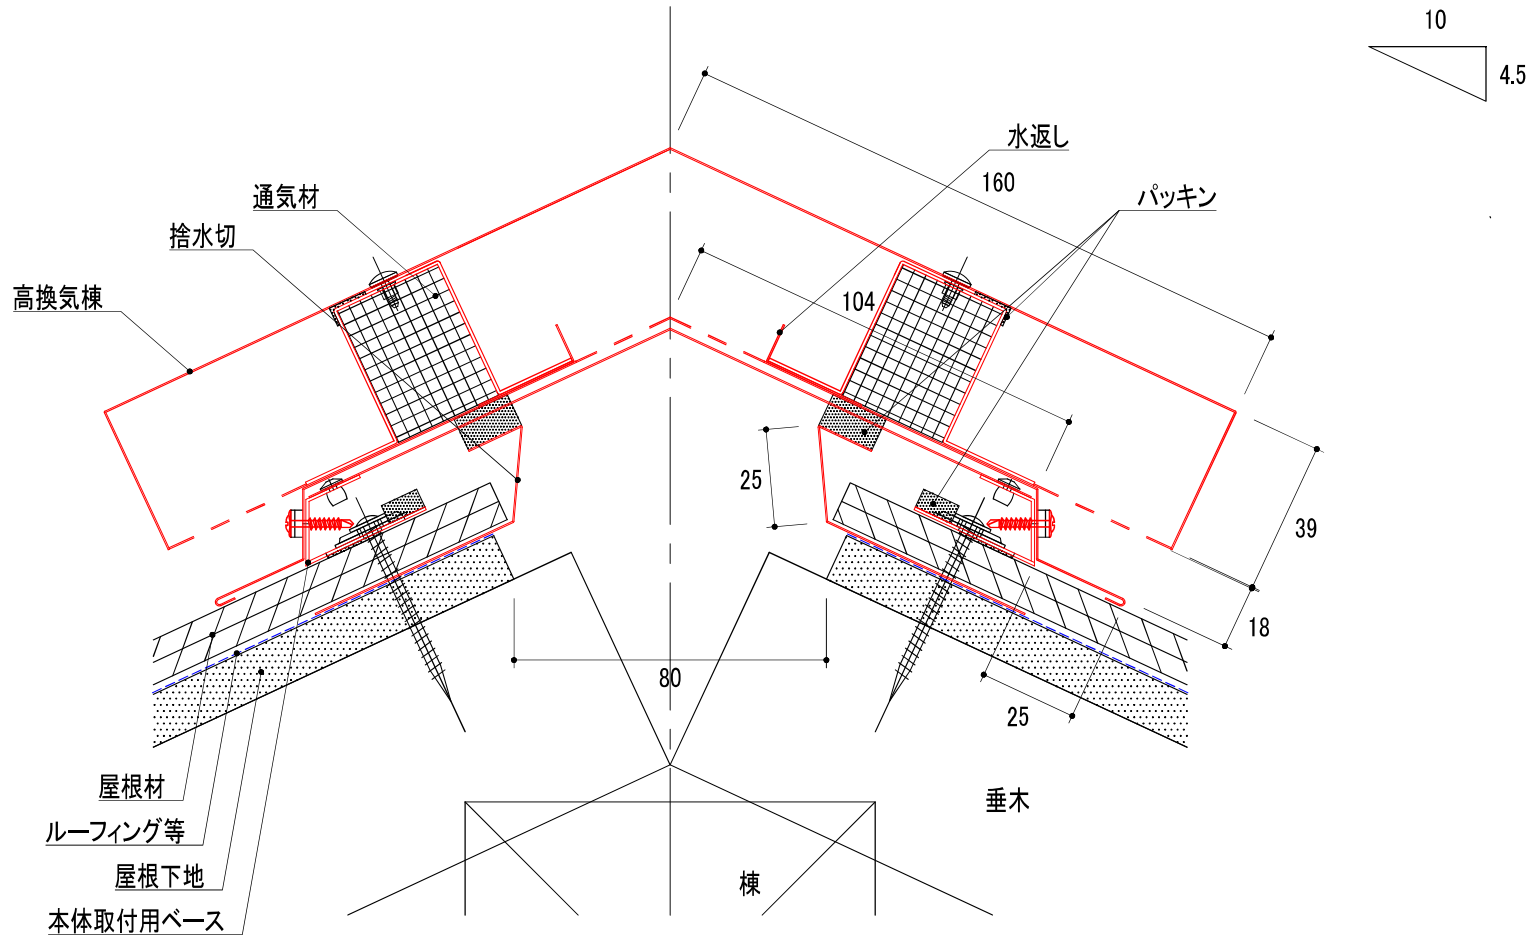 10
4.5
水返し
160
パッキン
通気材
捨水切
高換気棟
104
25
39
18
80
25
屋根材
ルーフィング等
屋根下地
本体取付用ベース
垂木
棟